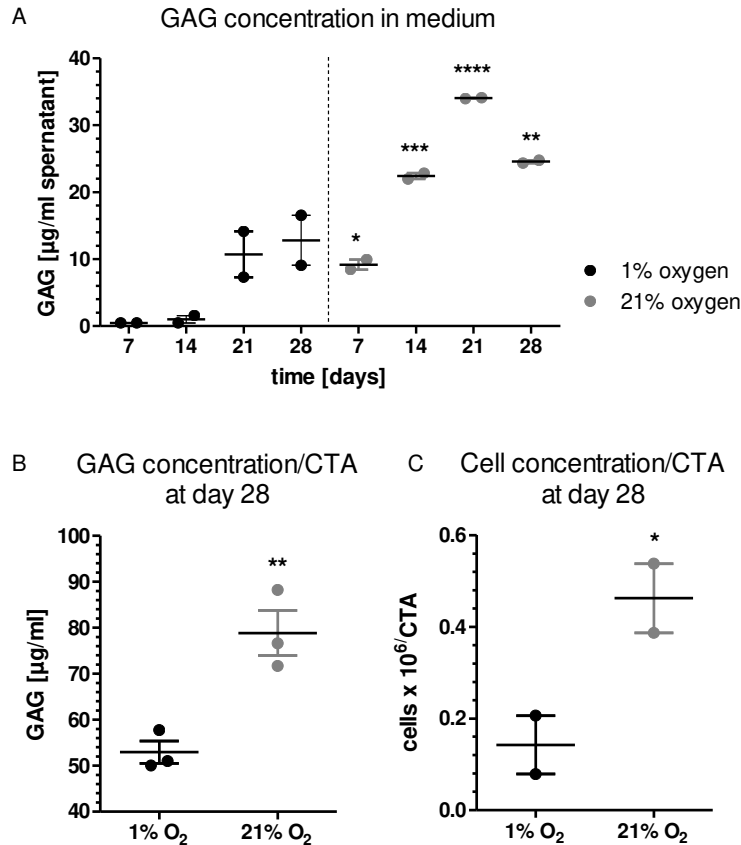 A
GAG concentration in medium
GAG [µg/ml spernatant]
40
30
20
10
0
*
***
****
**
7 14 21 28 7 14 21 28
time [days]
1% oxygen
21% oxygen
B
GAG concentration/CTA
at day 28
GAG [µg/ml]
100
90
80
70
60
50
40
**
1% O₂ 21% O₂
C
Cell concentration/CTA
at day 28
cells x 10⁶/CTA
0.6
0.4
0.2
0.0
*
1% O₂ 21% O₂